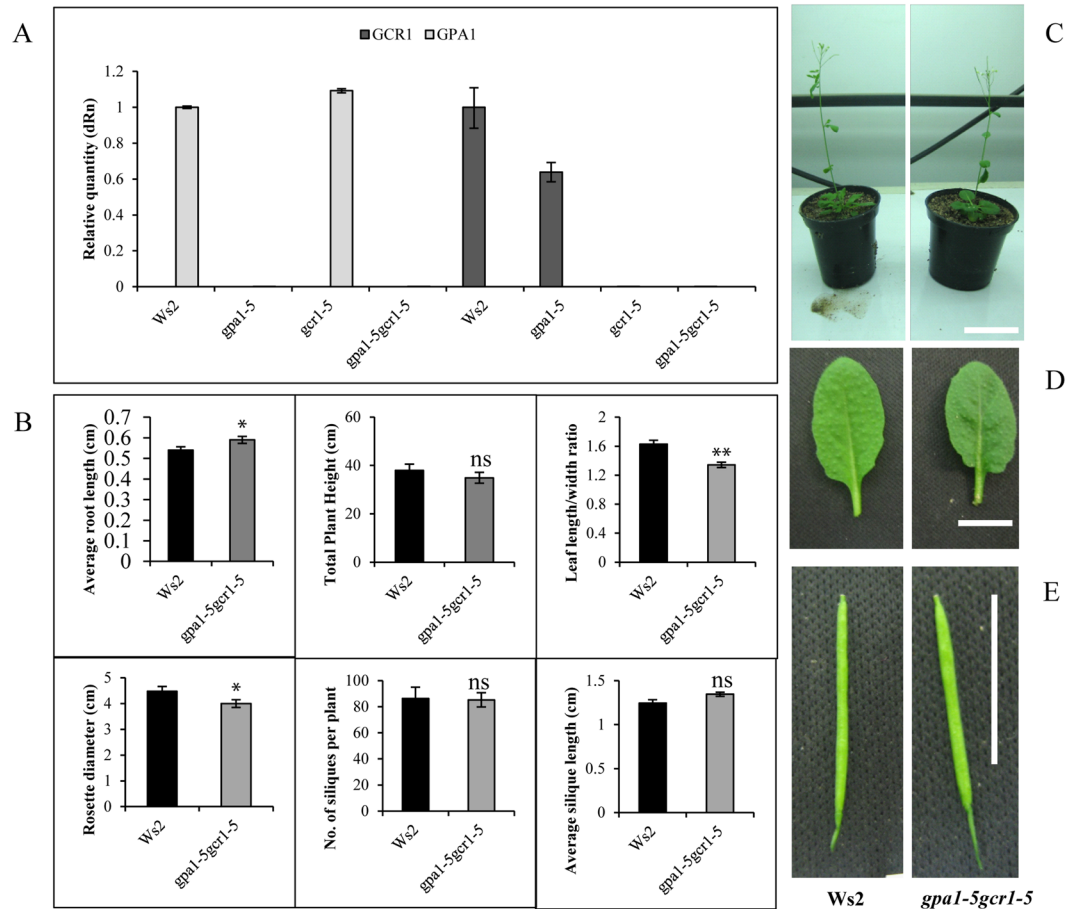 A
GCR1 GPA1
Relative quantity (dRn)
1.2
1
0.8
0.6
0.4
0.2
0
Ws2
gpa1-5
gcr1-5
gpa1-5gcr1-5
Ws2
gpa1-5
gcr1-5
gpa1-5gcr1-5
B
Average root length (cm)
0.7
0.6
0.5
0.4
0.3
0.2
0.1
0
*
Ws2
gpa1-5gcr1-5
Total Plant Height (cm)
60
40
20
0
ns
Ws2
gpa1-5gcr1-5
Leaf length/width ratio
2
1.6
1.2
0.8
0.4
0
**
Ws2
gpa1-5gcr1-5
Rosette diameter (cm)
5
4
3
2
1
0
*
Ws2
gpa1-5gcr1-5
No. of siliques per plant
100
80
60
40
20
0
ns
Ws2
gpa1-5gcr1-5
Average silique length (cm)
1.5
1
0.5
0
ns
Ws2
gpa1-5gcr1-5
C
D
E
Ws2 gpa1-5gcr1-5